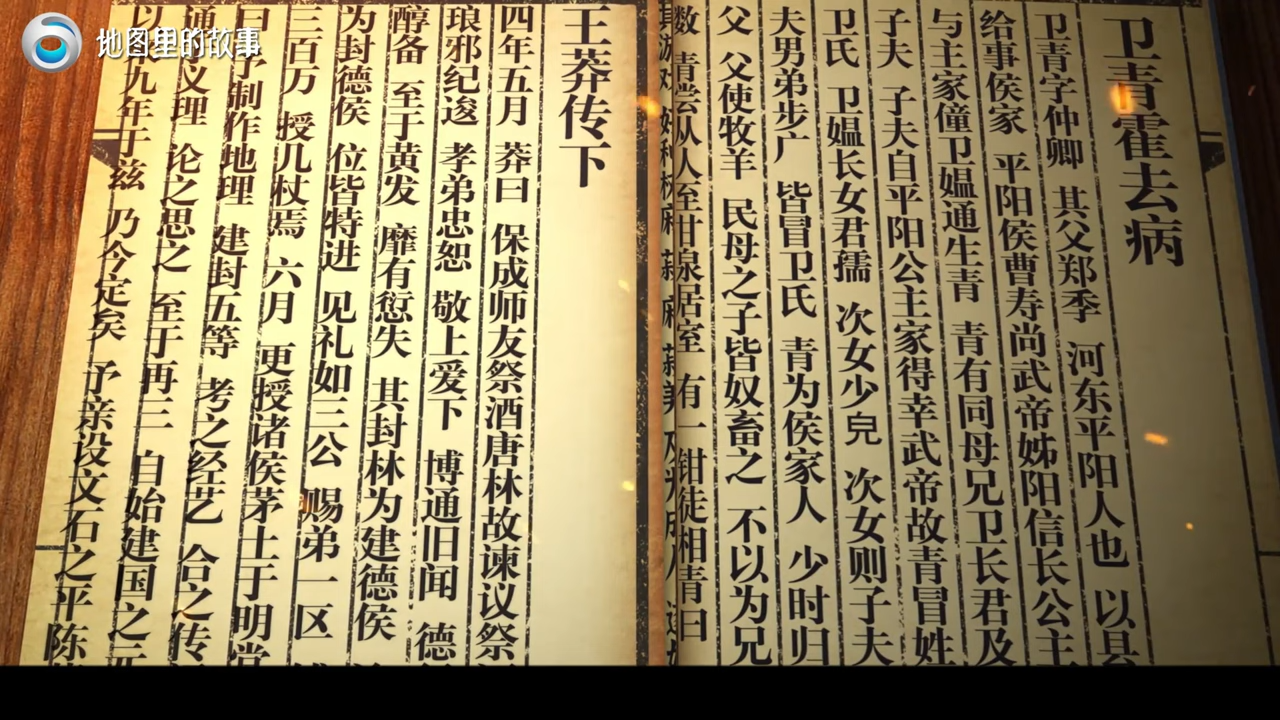 地图里的故事
卫青霍去病
卫青字仲卿 其父郑季 河东平阳人也 以县
给事侯家 平阳侯曹寿尚武帝姊阳信长公主
与主家僮卫媪通生青 青有同母兄卫长君及
子夫 子夫自平阳公主家得幸武帝故青冒姓
卫氏 卫媪长女君孺 次女少皃 次女则子夫
夫男弟步广 皆冒卫氏 青为侯家人 少时归
父 父使牧羊 民母之子皆奴畜之 不以为兄
数 青尝从人至甘泉居室 有一钳徒相青曰
王莽传下
四年五月 莽曰 保成师友祭酒唐林故谏议祭
琅邪纪逡 孝弟忠恕 敬上爱下 博通旧闻 德
醇备 至于黄发 靡有愆失 其封林为建德侯
为封德侯 位皆特进 见礼如三公 赐弟一区
三百万 授几杖焉 六月 更授诸侯茅土于明堂
曰予制作地理 建封五等 考之经艺 合之传
通义理 论之思之 至于再三 自始建国之元
以来九年于兹 乃今定矣 予亲设文石之平 陈